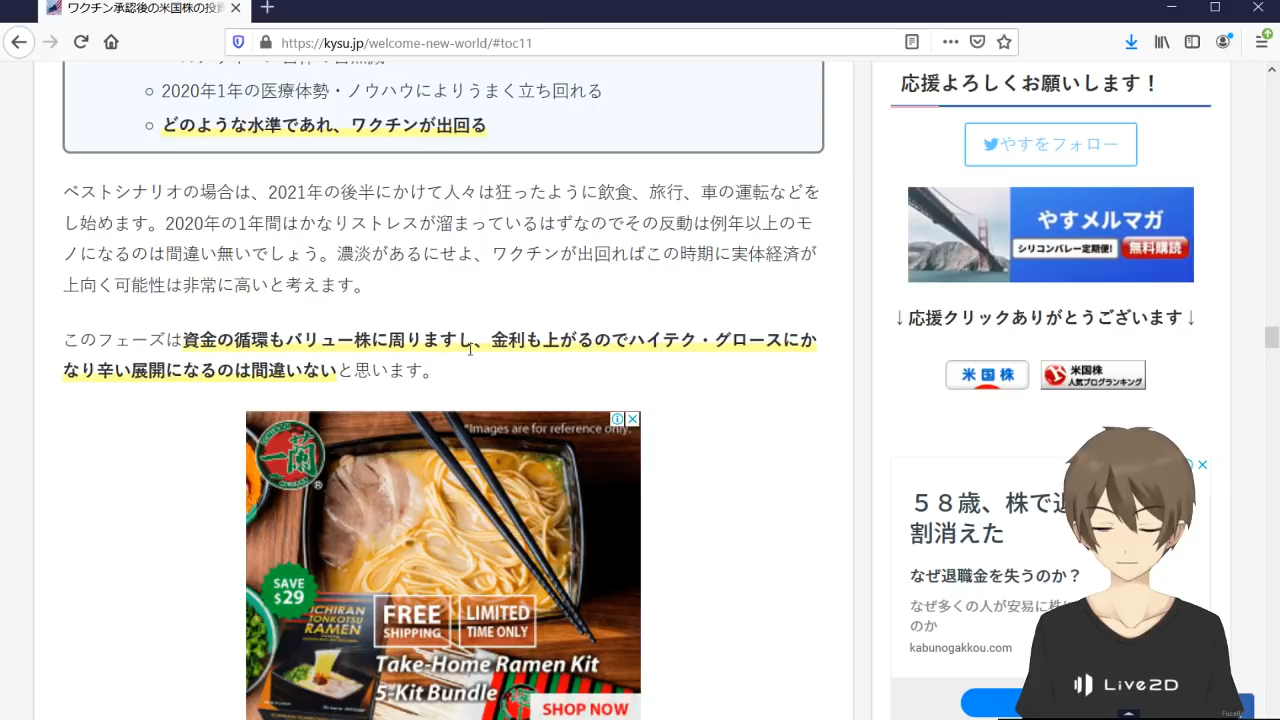 ワクチン承認後の米国株の投資
https://kysu.jp/welcome-new-world/#toc11
2020年1年の医療体勢・ノウハウによりうまく立ち回れる
どのような水準であれ、ワクチンが出回る
ベストシナリオの場合は、2021年の後半にかけて人々は狂ったように飲食、旅行、車の運転などを
し始めます。2020年の1年間はかなりストレスが溜まっているはずなのでその反動は例年以上のモ
ノになるのは間違い無いでしょう。濃淡があるにせよ、ワクチンが出回ればこの時期に実体経済が
上向く可能性は非常に高いと考えます。
このフェーズは資金の循環もバリュー株に周りますし、金利も上がるのでハイテク・グロースにか
なり辛い展開になるのは間違いないと思います。
*Images are for reference only.
一蘭
SAVE
$29
FREE
SHIPPING
LIMITED
TIME ONLY
ICHIRAN
TONKOTSU
RAMEN
Take-Home Ramen Kit
5-Kit Bundle
SHOP NOW
応援よろしくお願いします！
やすをフォロー
やすメルマガ
シリコンバレー定期便!
無料購読
↓応援クリックありがとうございます↓
米国株
米国株
人気ブログランキング
５８歳、株で退
割消えた
なぜ退職金を失うのか？
なぜ多くの人が安易に株
のか
kabunogakkou.com
Live2D